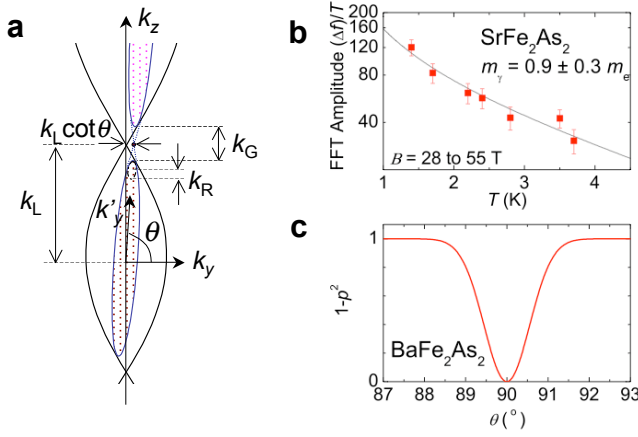 a
k_z
k_L cotθ
k_G
k_L
k_R
k'_y
θ
k_y
b
FFT Amplitude (Δf)/T
200
160
120
80
40
SrFe₂As₂
m_γ = 0.9 ± 0.3 m_e
B = 28 to 55 T
1 2 3 4
T (K)
c
1-p²
1
0
BaFe₂As₂
87 88 89 90 91 92 93
θ (°)